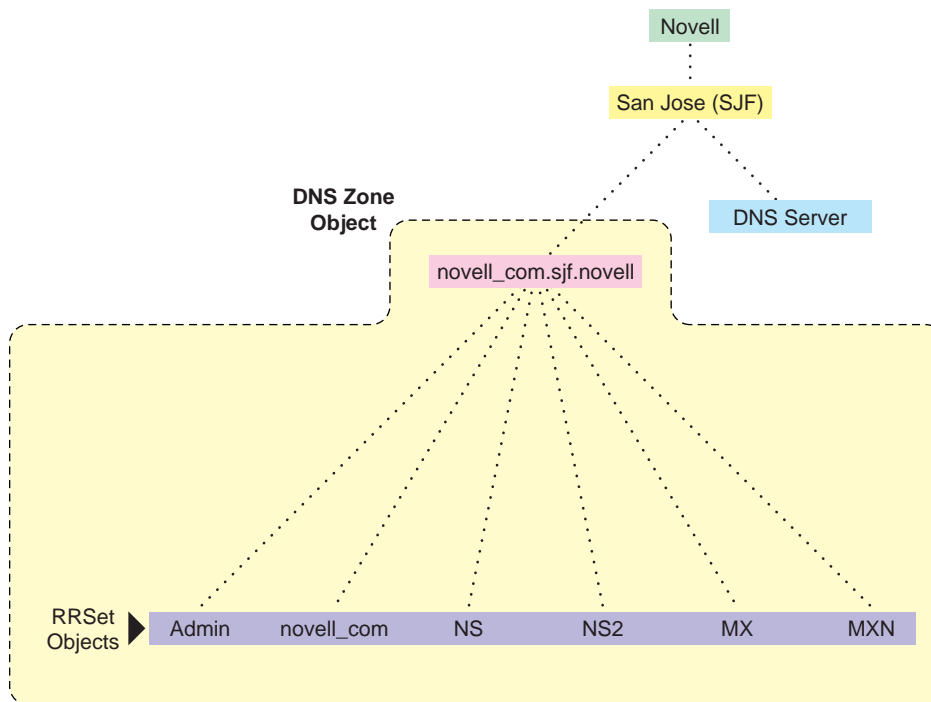 Novell
San Jose (SJF)
DNS Zone
Object
DNS Server
novell_com.sjf.novell
RRSet
Objects
Admin
novell_com
NS
NS2
MX
MXN